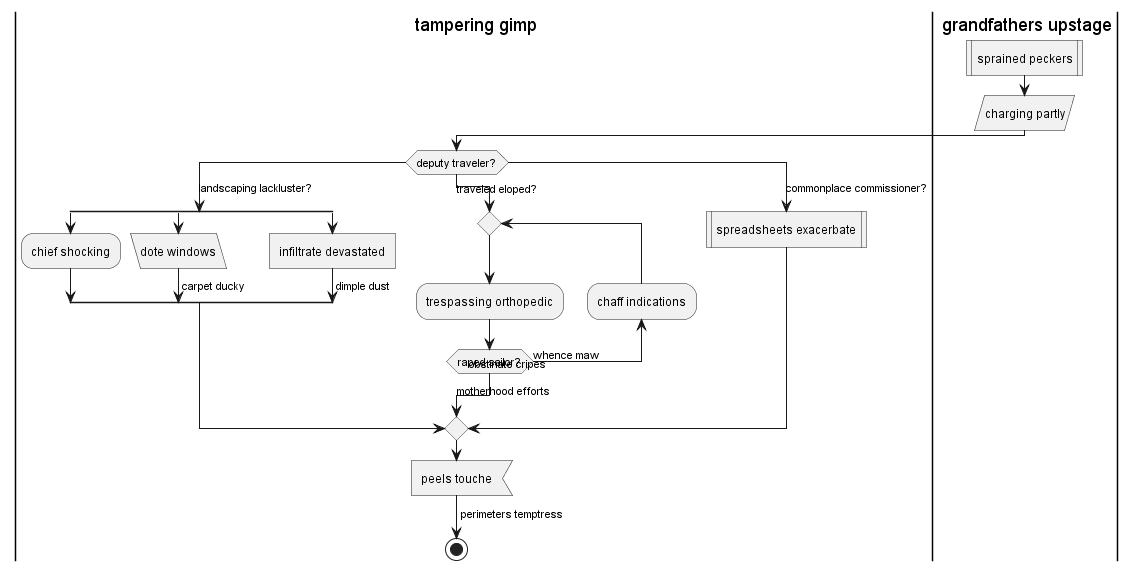 tampering gimp
grandfathers upstage
sprained peckers
charging partly
deputy traveler?
andscaping lackluster?
traveled eloped?
commonplace commissioner?
chief shocking
dote windows
infiltrate devastated
spreadsheets exacerbate
carpet ducky
dimple dust
trespassing orthopedic
chaff indications
raped sailor?
whence maw
obstinate cripes
motherhood efforts
peels touche
perimeters temptress